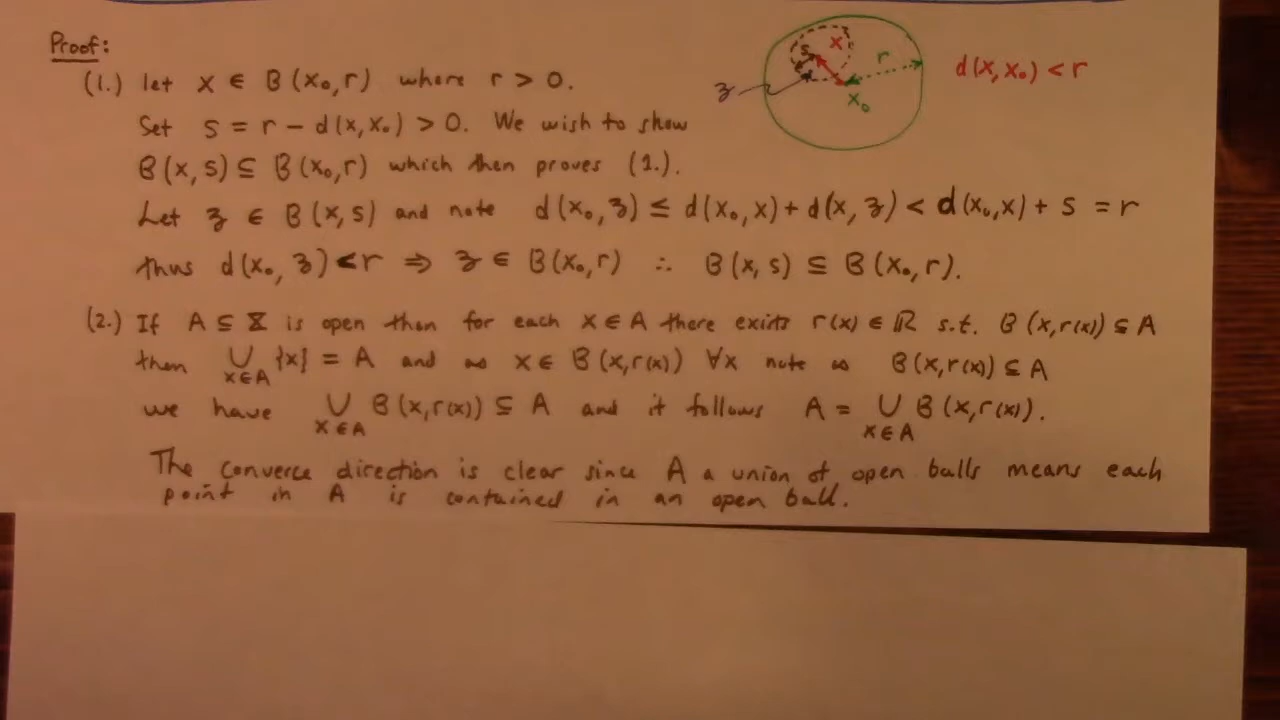 Proof:
(1.) let x ∈ B(x₀,r) where r > 0.
Set s = r - d(x,x₀) > 0. We wish to show
B(x,s) ⊆ B(x₀,r) which then proves (1.).
Let z ∈ B(x,s) and note d(x₀,z) ≤ d(x₀,x) + d(x,z) < d(x₀,x) + s = r
thus d(x₀,z) < r ⇒ z ∈ B(x₀,r) ∴ B(x,s) ⊆ B(x₀,r).
s x r
z x₀
d(x,x₀) < r
(2.) If A ⊆ X is open then for each x ∈ A there exists r(x) ∈ ℝ s.t. B(x,r(x)) ⊆ A
then ∪_{x∈A} {x} = A and as x ∈ B(x,r(x)) ∀x note as B(x,r(x)) ⊆ A
we have ∪_{x∈A} B(x,r(x)) ⊆ A and it follows A = ∪_{x∈A} B(x,r(x)).
The converse direction is clear since A a union of open balls means each
point in A is contained in an open ball.